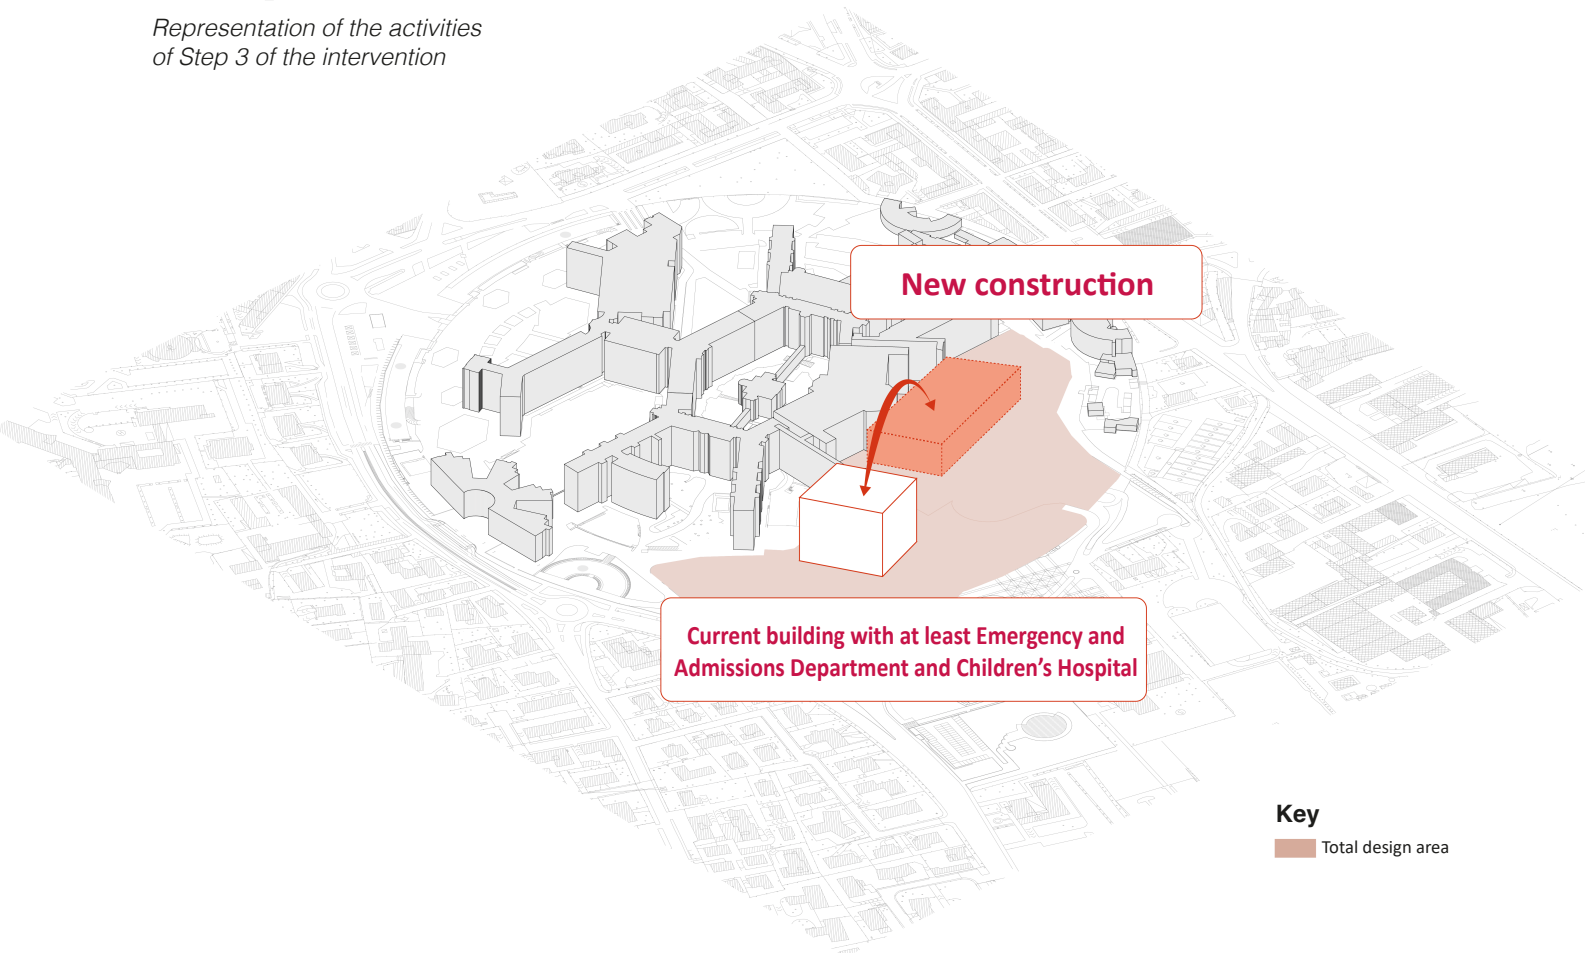 Representation of the activities
of Step 3 of the intervention
New construction
Current building with at least Emergency and
Admissions Department and Children's Hospital
Key
Total design area